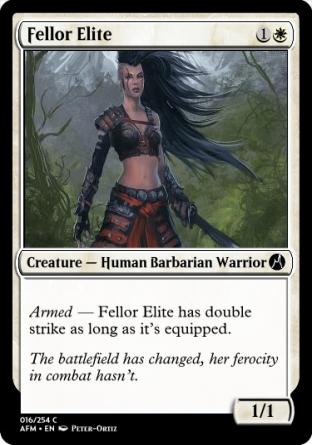 Fellor Elite 1
Creature — Human Barbarian Warrior
Armed — Fellor Elite has double
strike as long as it's equipped.
The battlefield has changed, her ferocity
in combat hasn't.
1/1
016/254 C
AFM • EN Peter-Ortiz